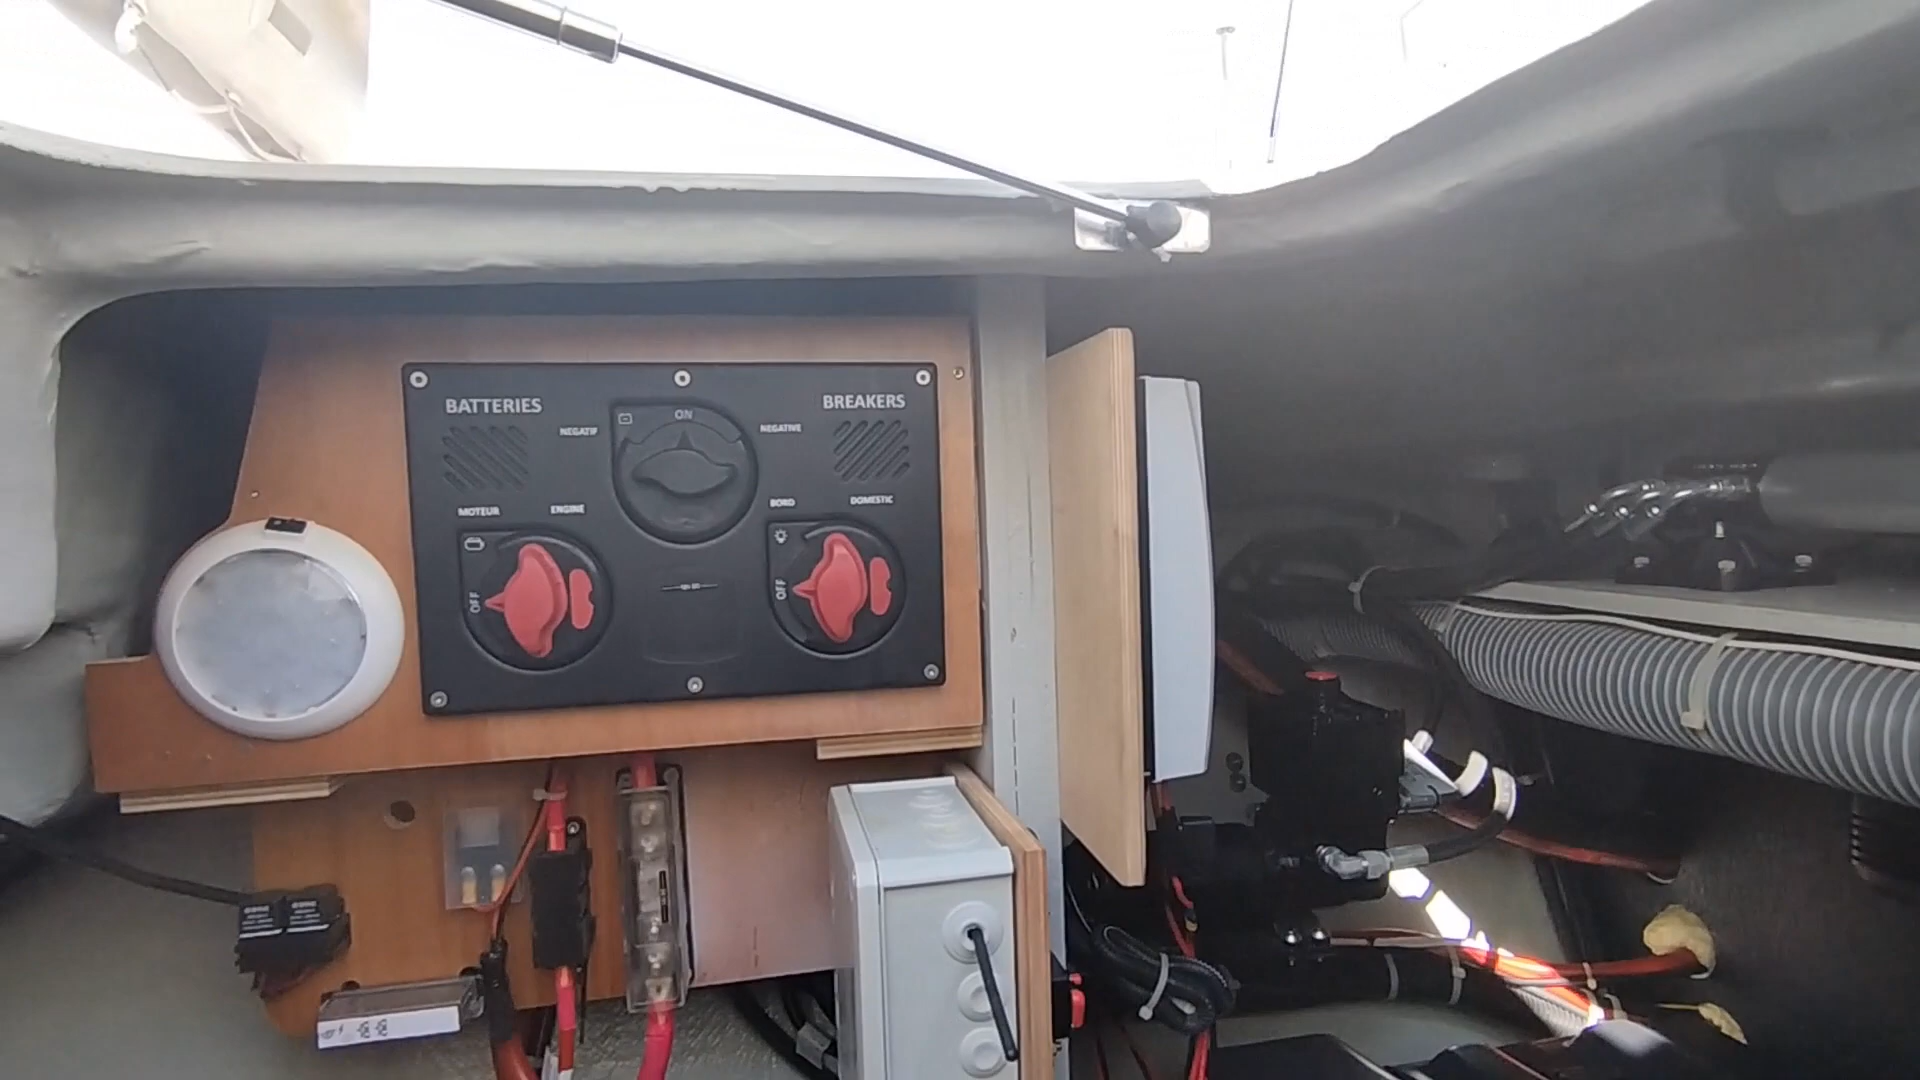 BATTERIES
BREAKERS
ON
NEGATIF
NEGATIVE
MOTEUR
ENGINE
BORD
DOMESTIC
OFF
OFF